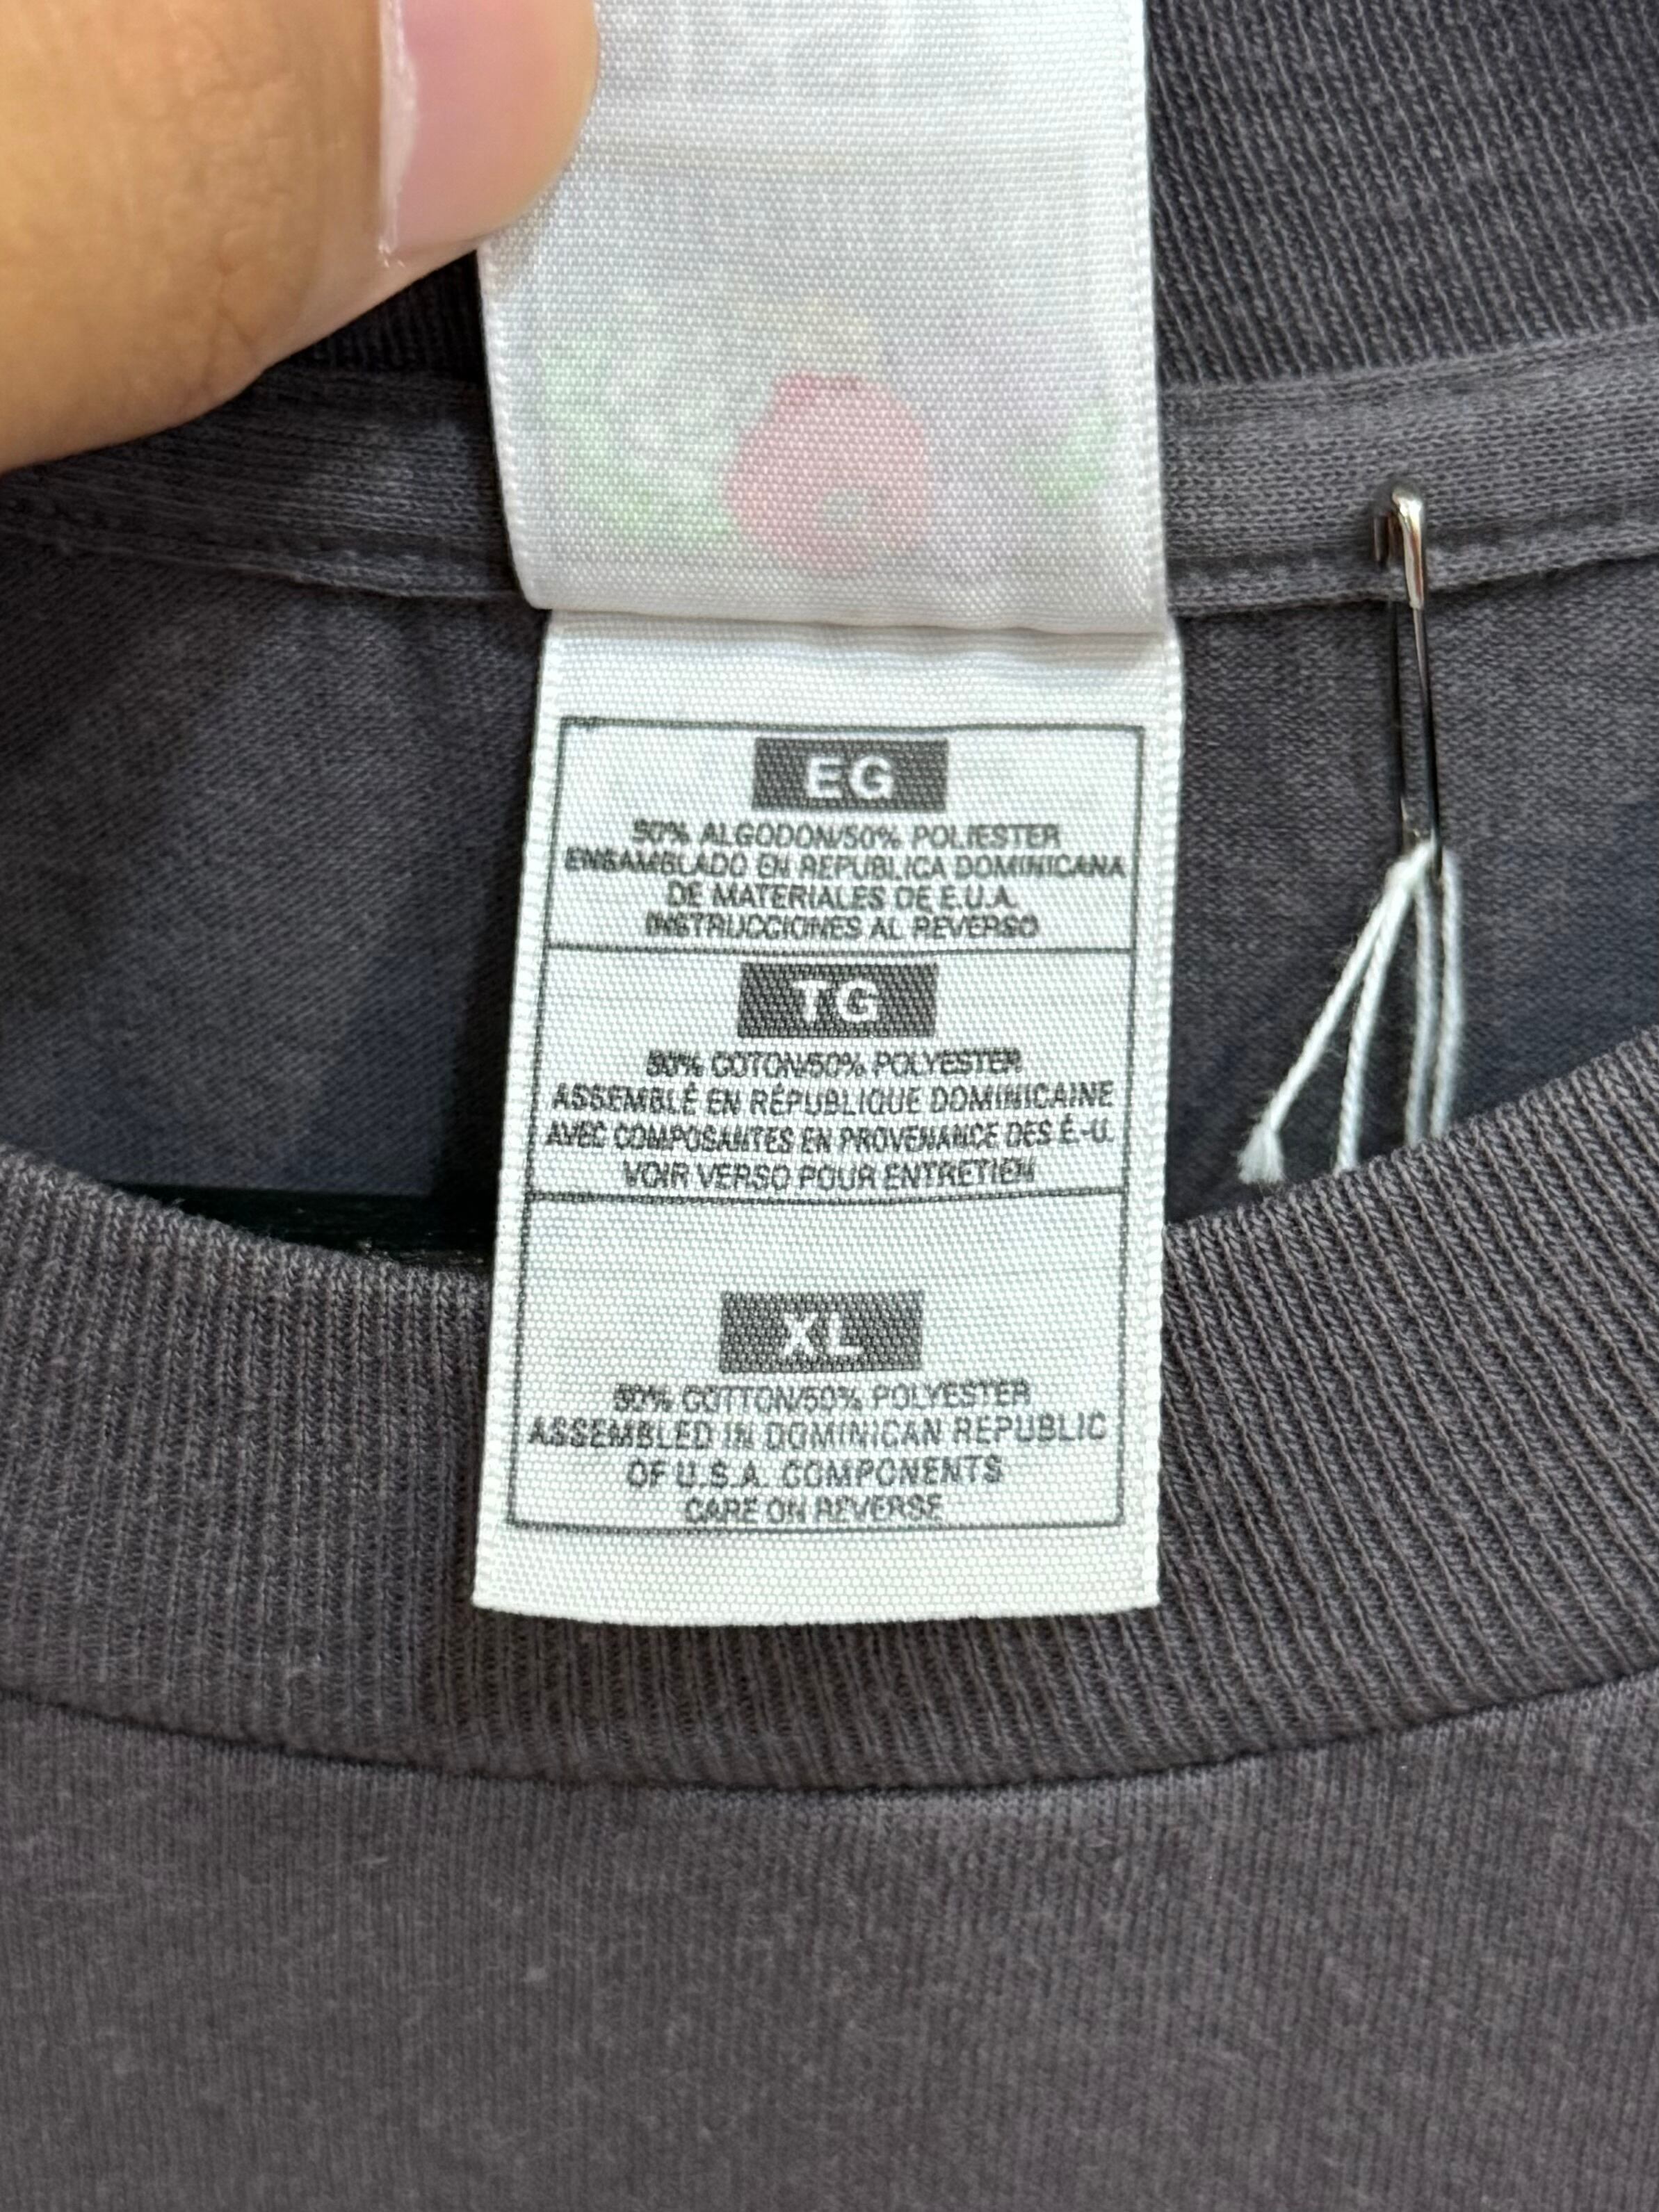 EG
50% ALGODON/50% POLIESTER
ENSAMBLADO EN REPUBLICA DOMINICANA
DE MATERIALES DE E.U.A.
INSTRUCCIONES AL REVERSO
TG
50% COTON/50% POLYESTER
ASSEMBLÉ EN RÉPUBLIQUE DOMINICAINE
AVEC COMPOSANTES EN PROVENANCE DES É.-U.
VOIR VERSO POUR ENTRETIEN
XL
50% COTTON/50% POLYESTER
ASSEMBLED IN DOMINICAN REPUBLIC
OF U.S.A. COMPONENTS
CARE ON REVERSE